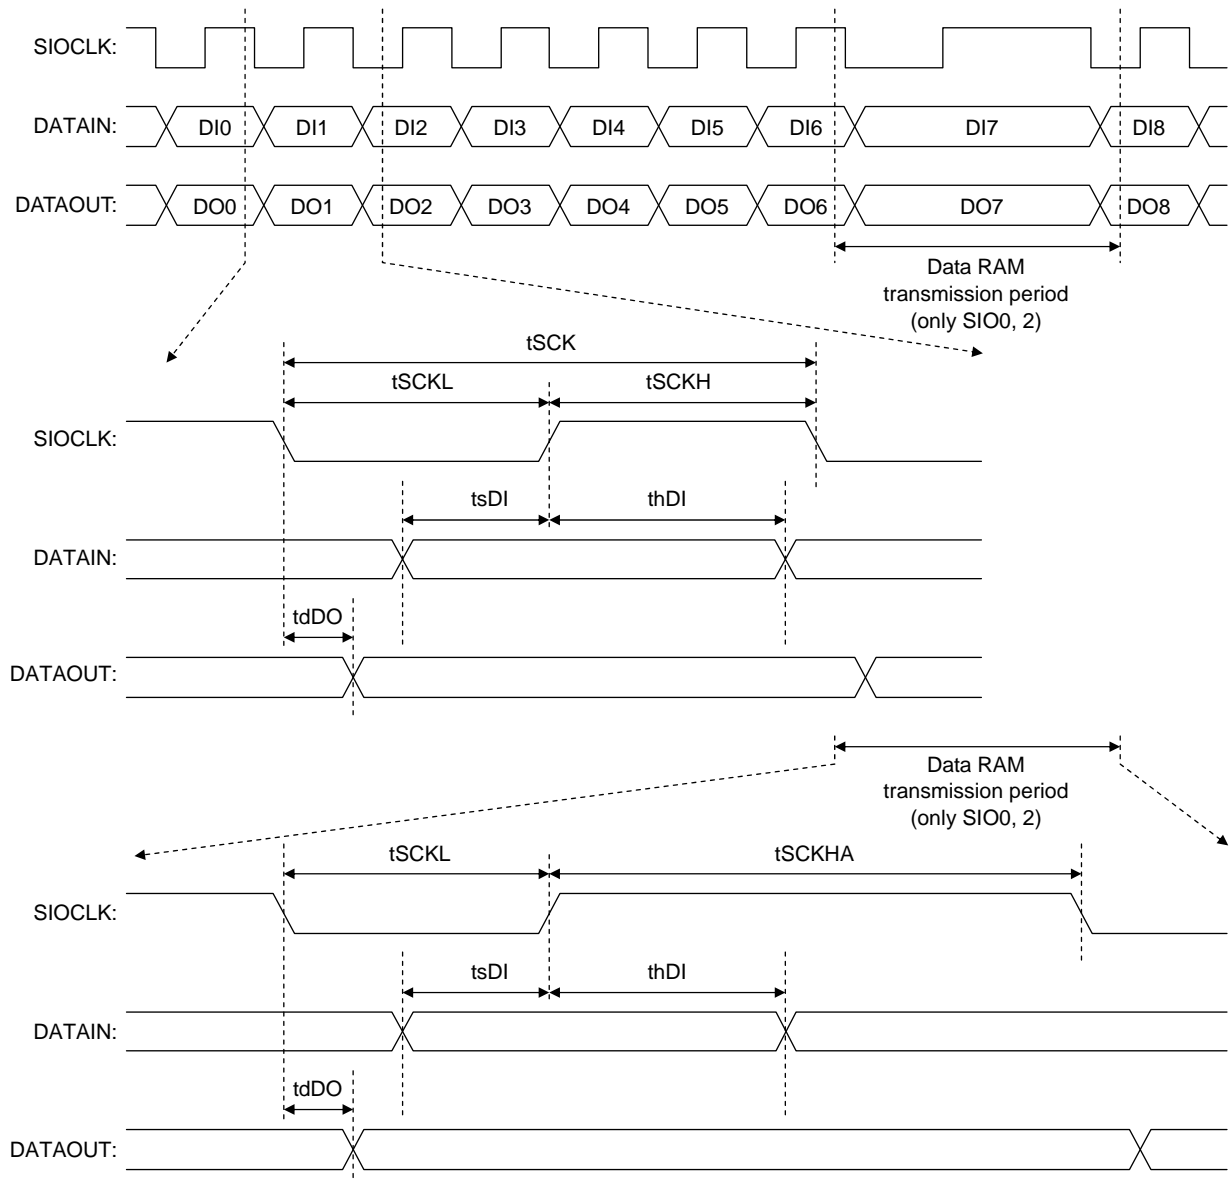 SIOCLK:
DATAIN: DI0 DI1 DI2 DI3 DI4 DI5 DI6 DI7 DI8
DATAOUT: DO0 DO1 DO2 DO3 DO4 DO5 DO6 DO7 DO8
Data RAM
transmission period
(only SIO0, 2)
tSCK
tSCKL tSCKH
SIOCLK:
tsDI thDI
DATAIN:
tdDO
DATAOUT:
Data RAM
transmission period
(only SIO0, 2)
tSCKL tSCKHA
SIOCLK:
tsDI thDI
DATAIN:
tdDO
DATAOUT: